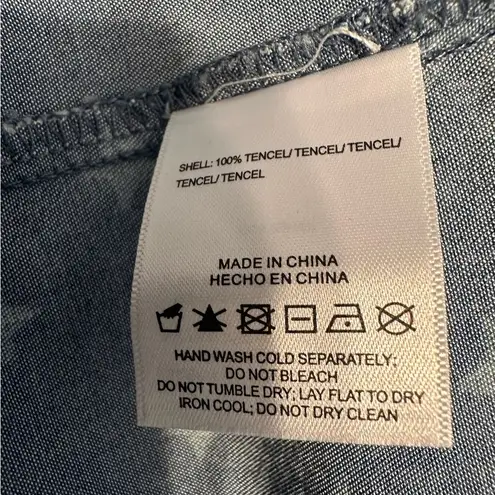 SHELL: 100% TENCEL/ TENCEL/ TENCEL/
TENCEL/ TENCEL
MADE IN CHINA
HECHO EN CHINA
HAND WASH COLD SEPARATELY;
DO NOT BLEACH
DO NOT TUMBLE DRY; LAY FLAT TO DRY
IRON COOL; DO NOT DRY CLEAN